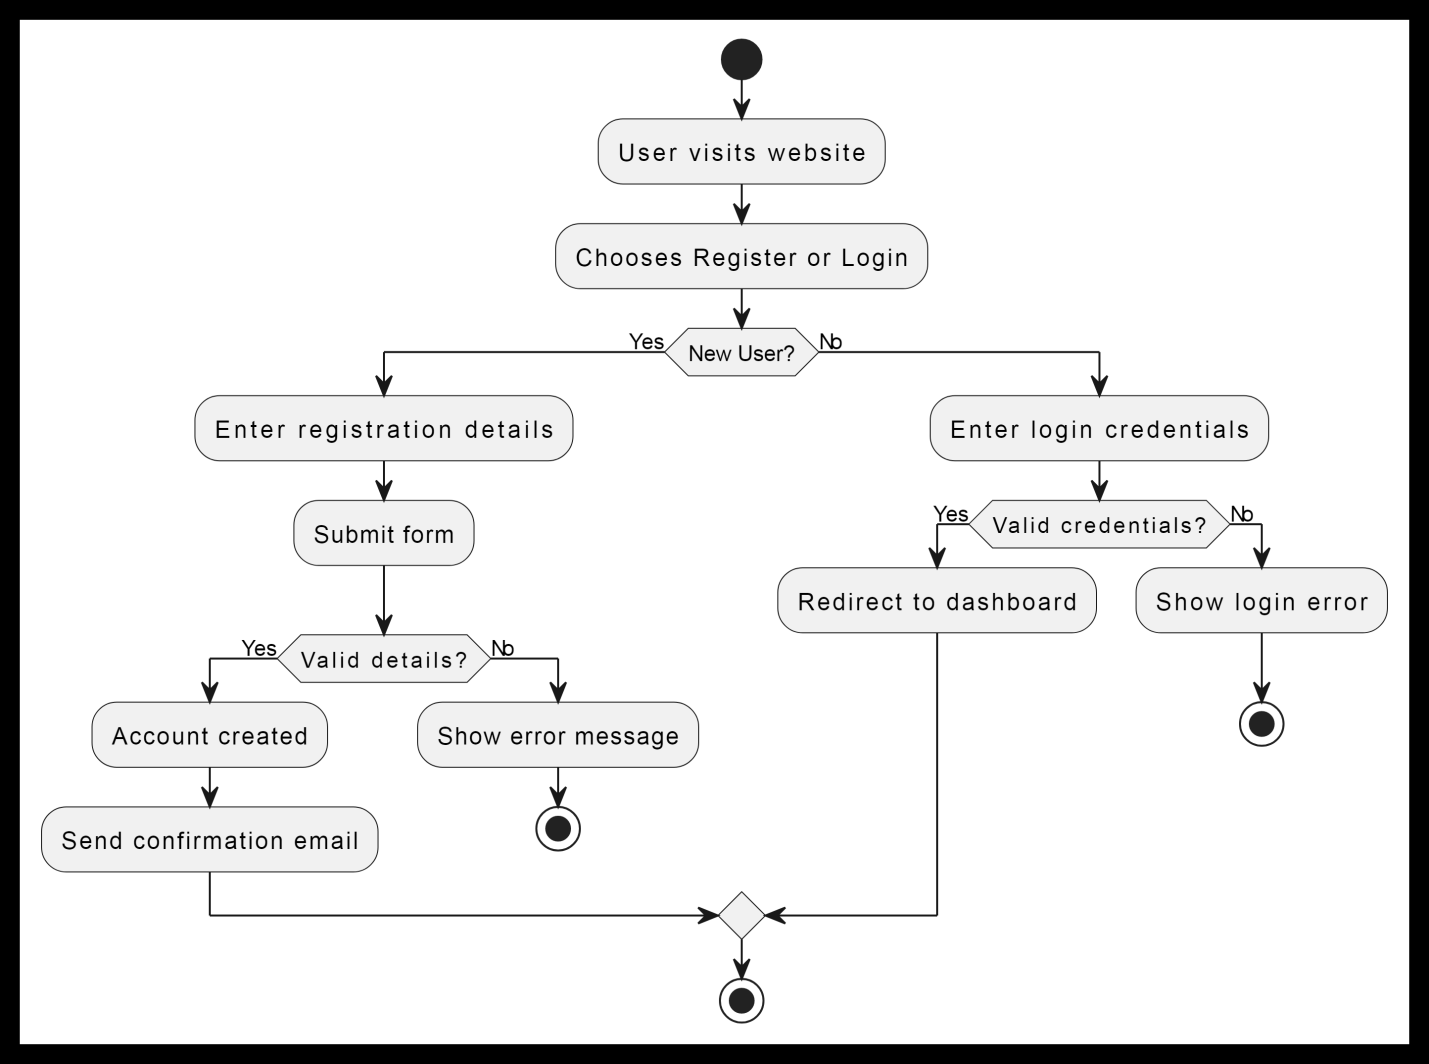 User visits website
Chooses Register or Login
Yes
New User?
No
Enter registration details
Enter login credentials
Submit form
Yes
Valid credentials?
No
Redirect to dashboard
Show login error
Yes
Valid details?
No
Account created
Show error message
Send confirmation email